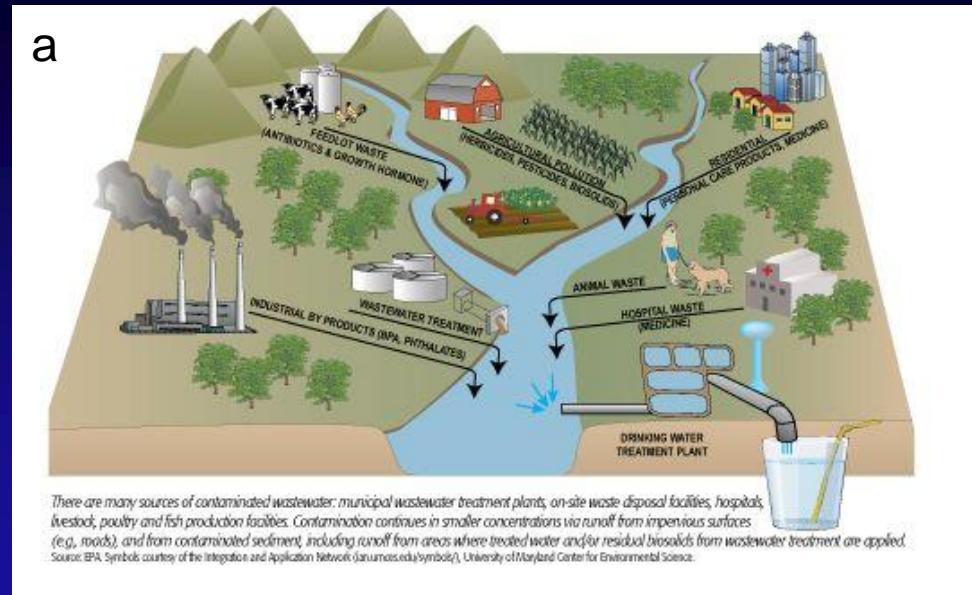 a
FEEDLOT WASTE
(ANTIBIOTICS & GROWTH HORMONE)
AGRICULTURAL POLLUTION
(HERBICIDES, PESTICIDES, BIOSOLIDS)
RESIDENTIAL
(PERSONAL CARE PRODUCTS, MEDICINE)
ANIMAL WASTE
HOSPITAL WASTE
(MEDICINE)
WASTEWATER TREATMENT
INDUSTRIAL BY PRODUCTS (BPA, PHTHALATES)
DRINKING WATER
TREATMENT PLANT
There are many sources of contaminated wastewater: municipal wastewater treatment plants, on-site waste disposal facilities, hospitals,
livestock, poultry and fish production facilities. Contamination continues in smaller concentrations via runoff from impervious surfaces
(e.g., roads), and from contaminated sediment, including runoff from areas where treated water and/or residual biosolids from wastewater treatment are applied.
Source: EPA. Symbols courtesy of the Integration and Application Network (ian.umces.edu/symbols/), University of Maryland Center for Environmental Science.